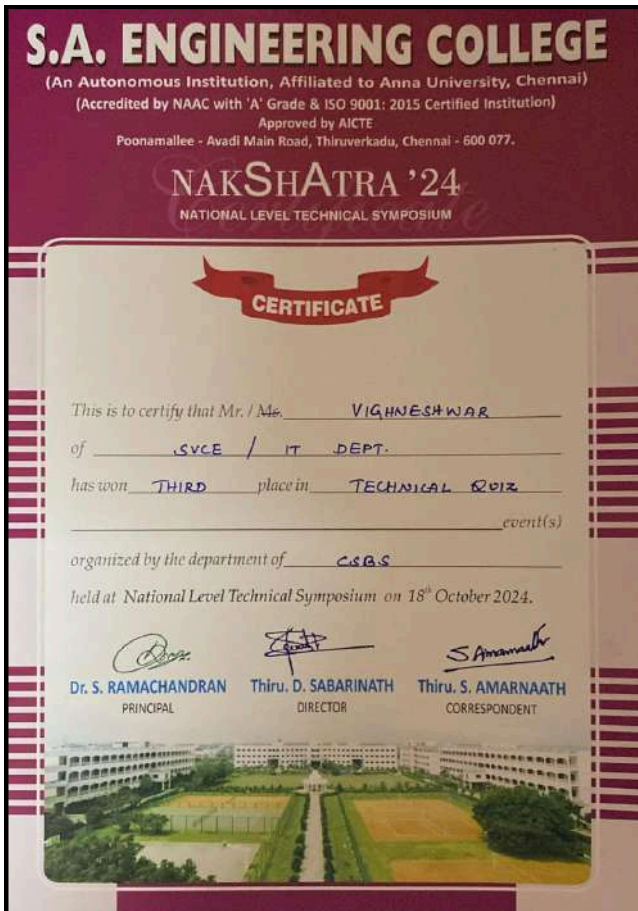 S.A. ENGINEERING COLLEGE
(An Autonomous Institution, Affiliated to Anna University, Chennai)
(Accredited by NAAC with 'A' Grade & ISO 9001: 2015 Certified Institution)
Approved by AICTE
Poonamallee - Avadi Main Road, Thiruverkadu, Chennai - 600 077.
Certificate
NAKSHATRA '24
NATIONAL LEVEL TECHNICAL SYMPOSIUM
CERTIFICATE
This is to certify that Mr. / Ms. VIGHNESHWAR
of SVCE / IT DEPT.
has won THIRD place in TECHNICAL QUIZ
event(s)
organized by the department of CSBS
held at National Level Technical Symposium on 18th October 2024.
S Amarnaath
Dr. S. RAMACHANDRAN Thiru. D. SABARINATH Thiru. S. AMARNAATH
PRINCIPAL DIRECTOR CORRESPONDENT